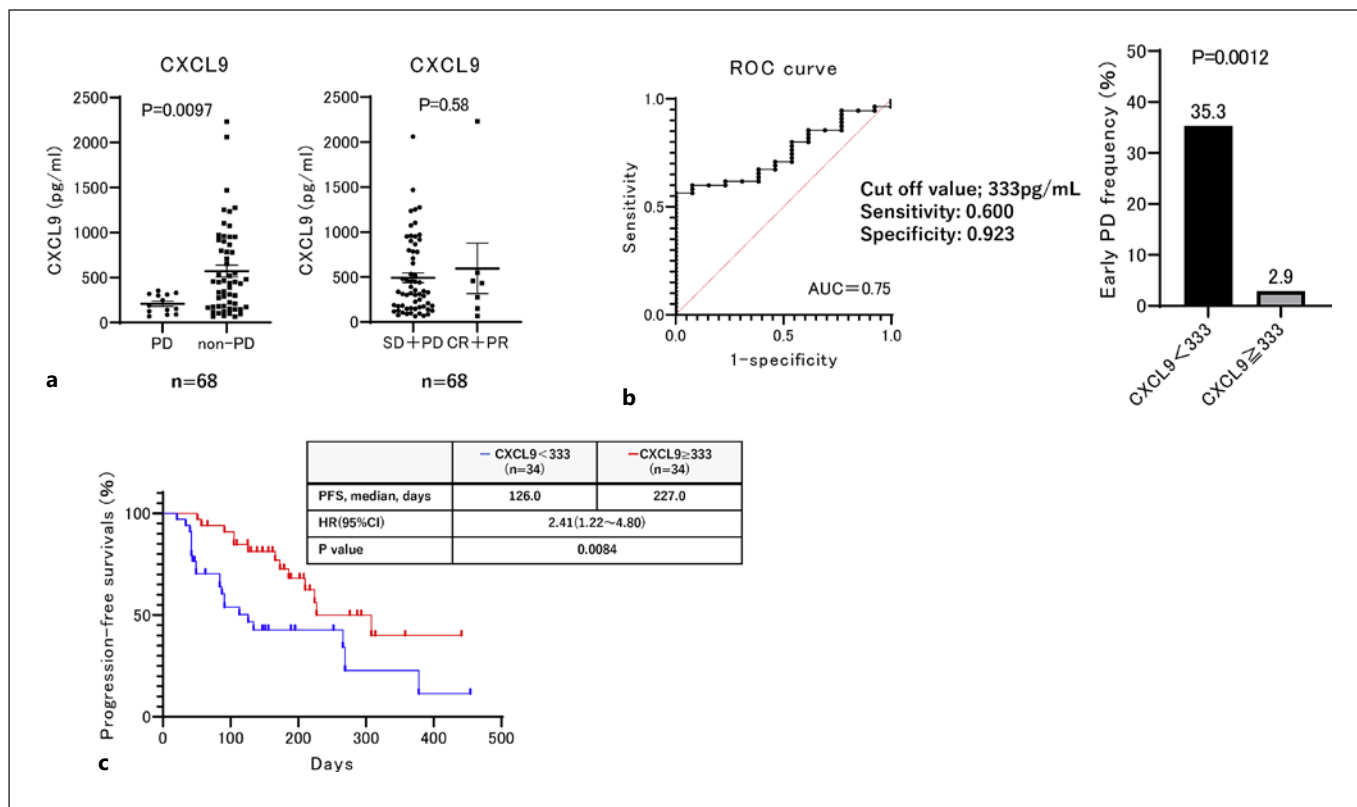 CXCL9
P=0.0097
CXCL9 (pg/ml)
2500
2000
1500
1000
500
0
PD
non-PD
n=68
a
CXCL9
P=0.58
CXCL9 (pg/ml)
2500
2000
1500
1000
500
0
SD+PD
CR+PR
n=68
ROC curve
Sensitivity
1.0
0.5
0.0
0.0
0.5
1.0
1-specificity
Cut off value; 333pg/mL
Sensitivity: 0.600
Specificity: 0.923
AUC=0.75
b
Early PD frequency (%)
50
40
30
20
10
0
P=0.0012
35.3
2.9
CXCL9<333
CXCL9≧333
CXCL9<333 (n=34)
CXCL9≥333 (n=34)
PFS, median, days
126.0
227.0
HR(95%CI)
2.41(1.22~4.80)
P value
0.0084
Progression-free survivals (%)
100
50
0
0
100
200
300
400
500
Days
c